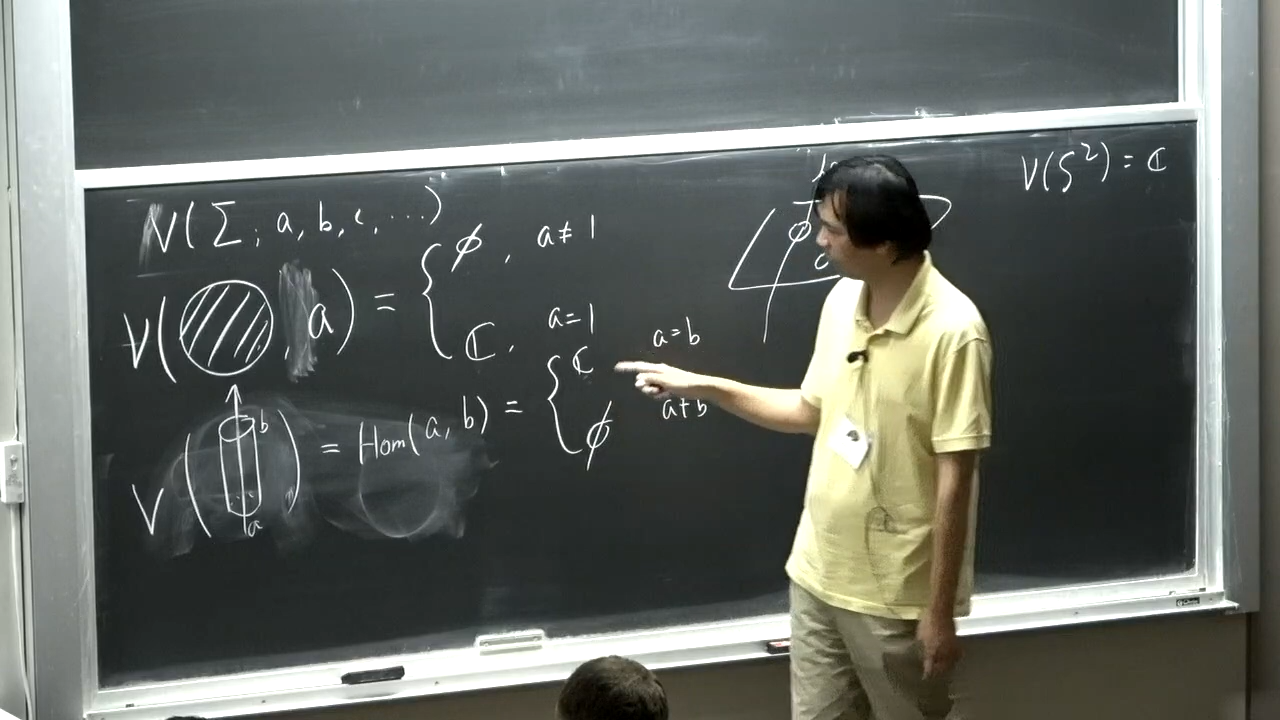 V(Σ; a, b, c, ...)
V( , a) = { ϕ, a≠1
ℂ, a=1
V( b a ) = Hom(a, b) = { ℂ a=b
ϕ a≠b
V(S²) = ℂ